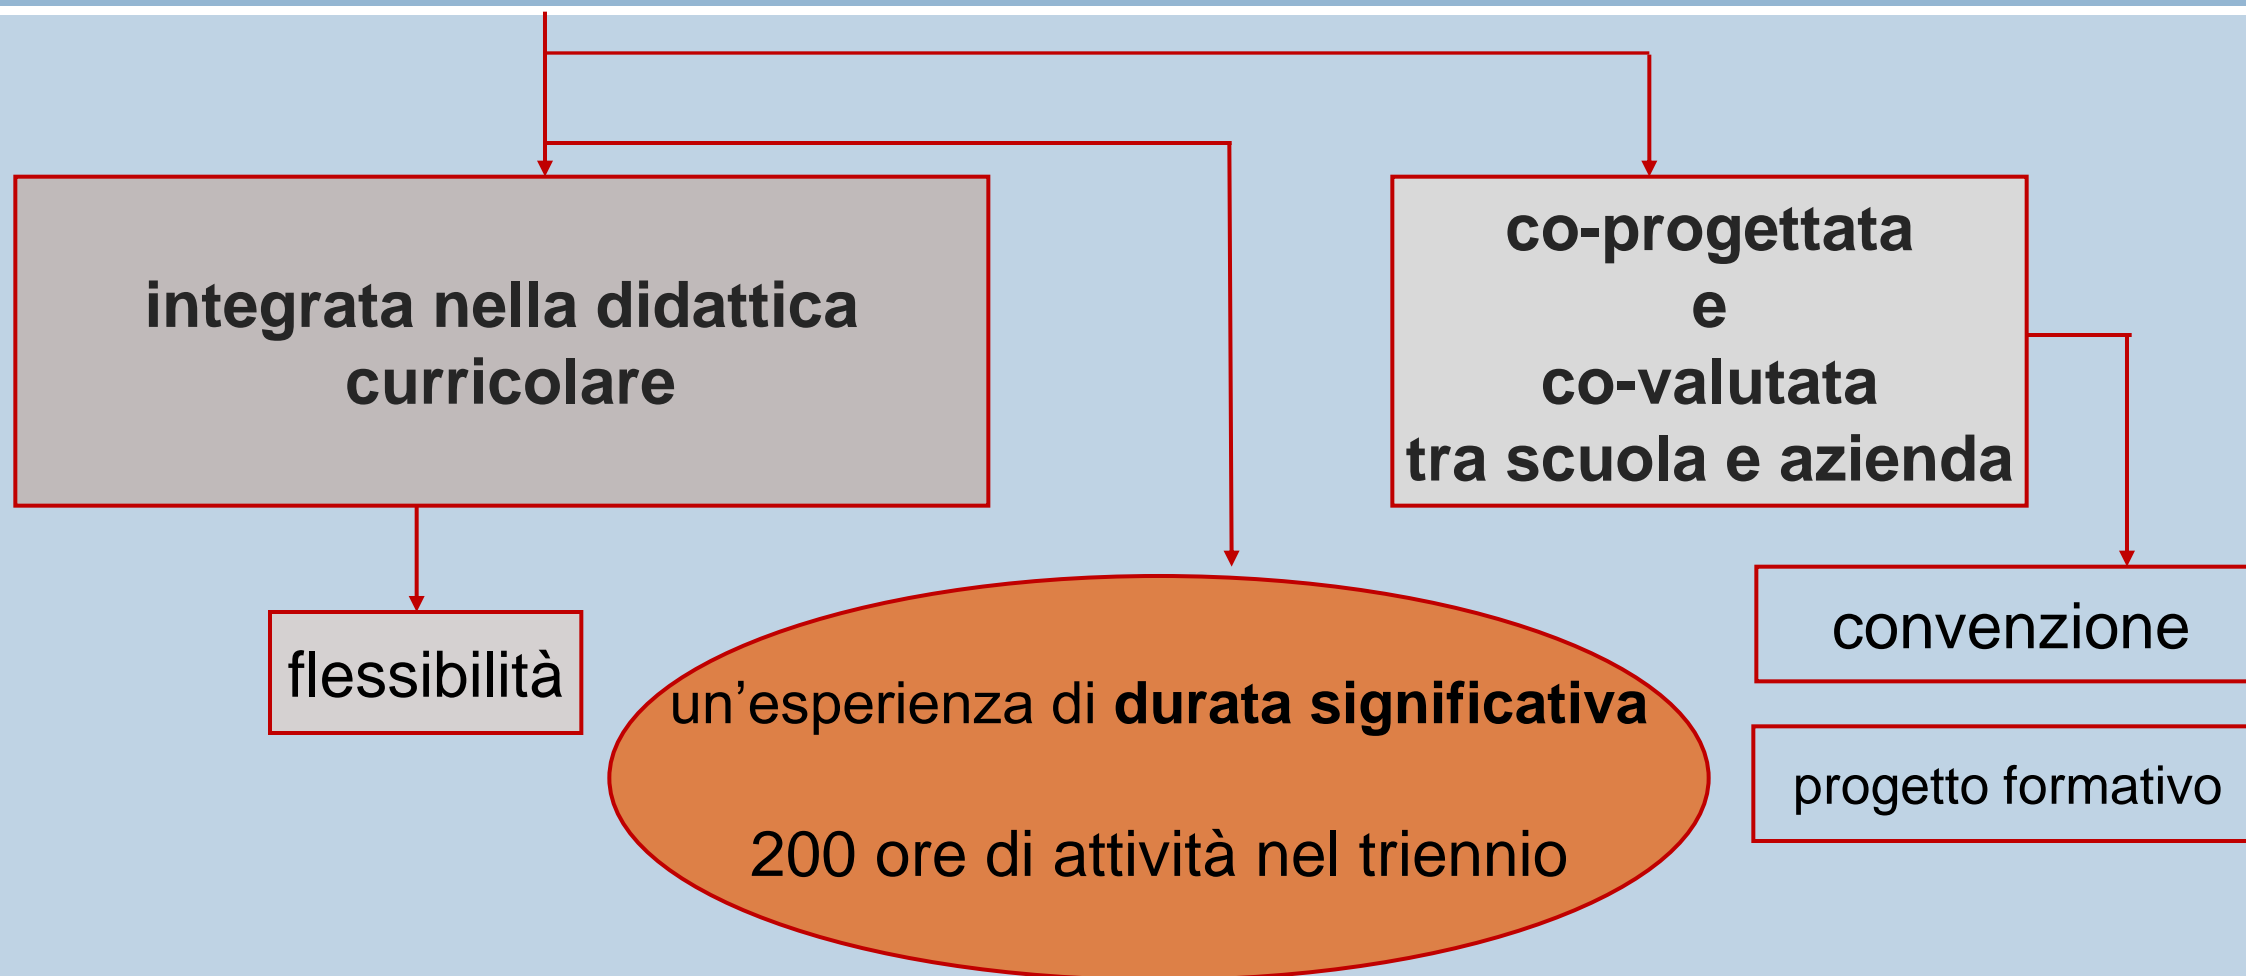 integrata nella didattica
curricolare
co-progettata
e
co-valutata
tra scuola e azienda
flessibilità
un’esperienza di durata significativa
200 ore di attività nel triennio
convenzione
progetto formativo